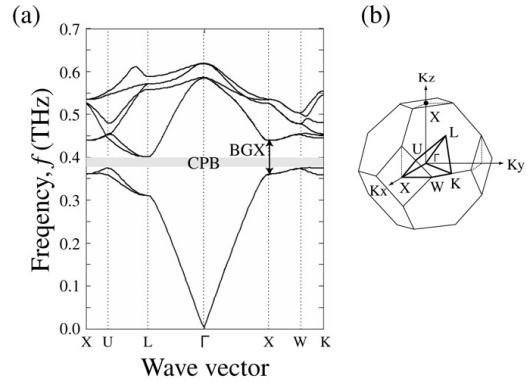 (a)
Freqency, f (THz)
0.7
0.6
0.5
0.4
0.3
0.2
0.1
0.0
BGX
CPB
X U L Γ X W K
Wave vector
(b)
Kz
X
L
U
Γ
Ky
Kx
X
W
K